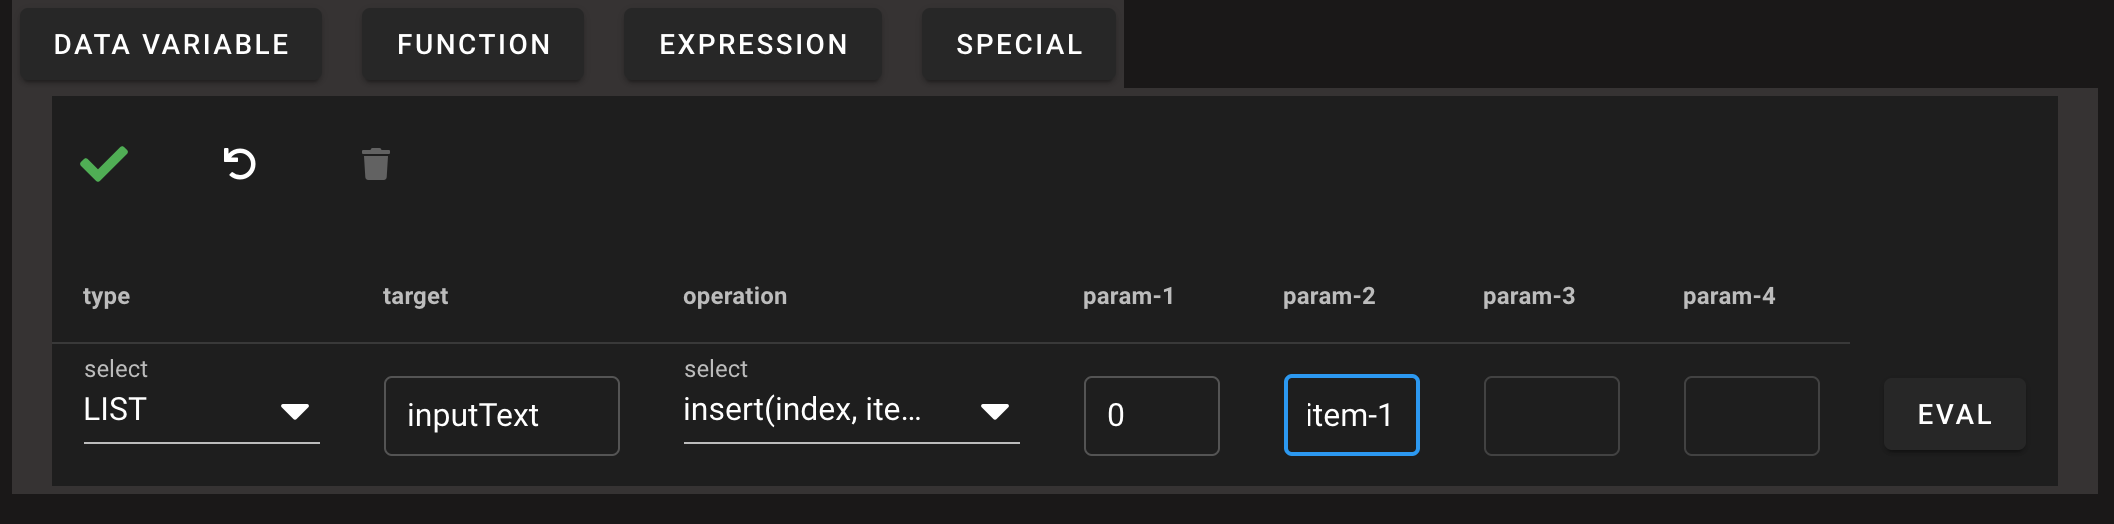 DATA VARIABLE FUNCTION EXPRESSION SPECIAL
type target operation param-1 param-2 param-3 param-4
select select
LIST inputText insert(index, ite... 0 item-1 EVAL